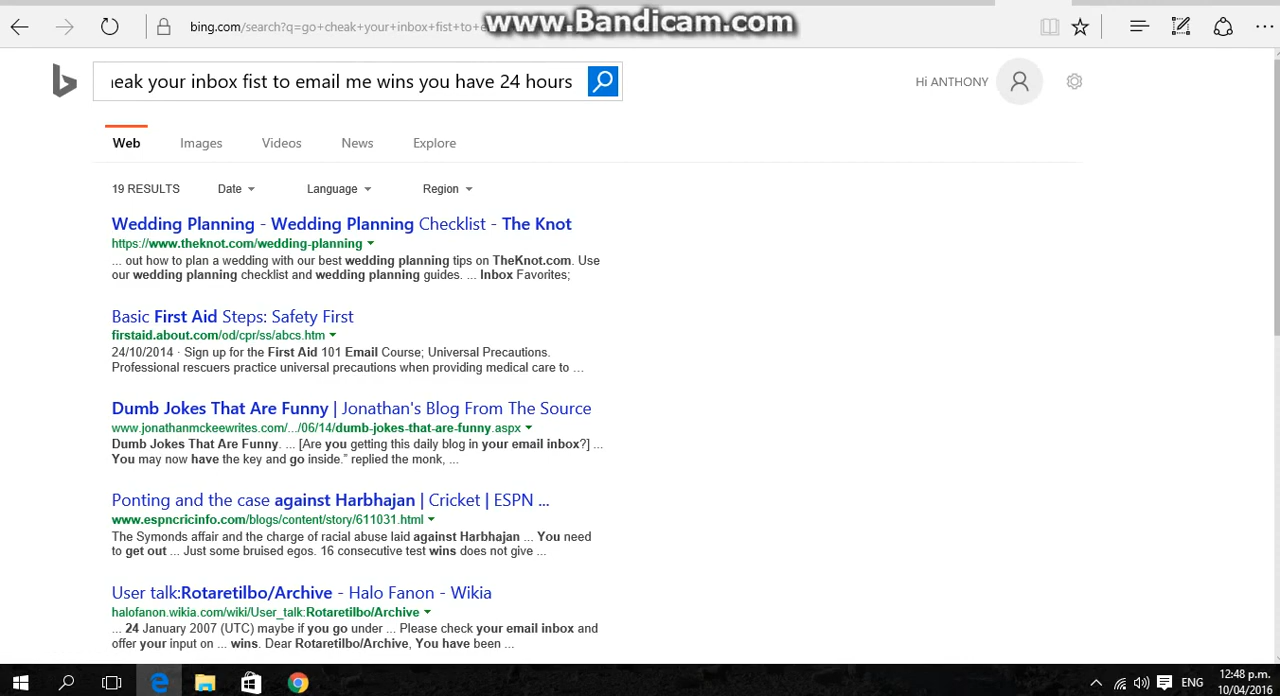 www.Bandicam.com
bing.com/search?q=go+cheak+your+inbox+fist+to+e
eak your inbox fist to email me wins you have 24 hours
Hi ANTHONY
Web Images Videos News Explore
19 RESULTS Date Language Region
Wedding Planning - Wedding Planning Checklist - The Knot
https://www.theknot.com/wedding-planning
... out how to plan a wedding with our best wedding planning tips on TheKnot.com. Use
our wedding planning checklist and wedding planning guides. ... Inbox Favorites;
Basic First Aid Steps: Safety First
firstaid.about.com/od/cpr/ss/abcs.htm
24/10/2014 · Sign up for the First Aid 101 Email Course; Universal Precautions.
Professional rescuers practice universal precautions when providing medical care to ...
Dumb Jokes That Are Funny | Jonathan's Blog From The Source
www.jonathanmckeewrites.com/.../06/14/dumb-jokes-that-are-funny.aspx
Dumb Jokes That Are Funny. ... [Are you getting this daily blog in your email inbox?] ...
You may now have the key and go inside." replied the monk, ...
Ponting and the case against Harbhajan | Cricket | ESPN ...
www.espncricinfo.com/blogs/content/story/611031.html
The Symonds affair and the charge of racial abuse laid against Harbhajan ... You need
to get out ... Just some bruised egos. 16 consecutive test wins does not give ...
User talk:Rotaretilbo/Archive - Halo Fanon - Wikia
halofanon.wikia.com/wiki/User_talk:Rotaretilbo/Archive
... 24 January 2007 (UTC) maybe if you go under ... Please check your email inbox and
offer your input on ... wins. Dear Rotaretilbo/Archive, You have been ...
ENG
12:48 p.m.
10/04/2016